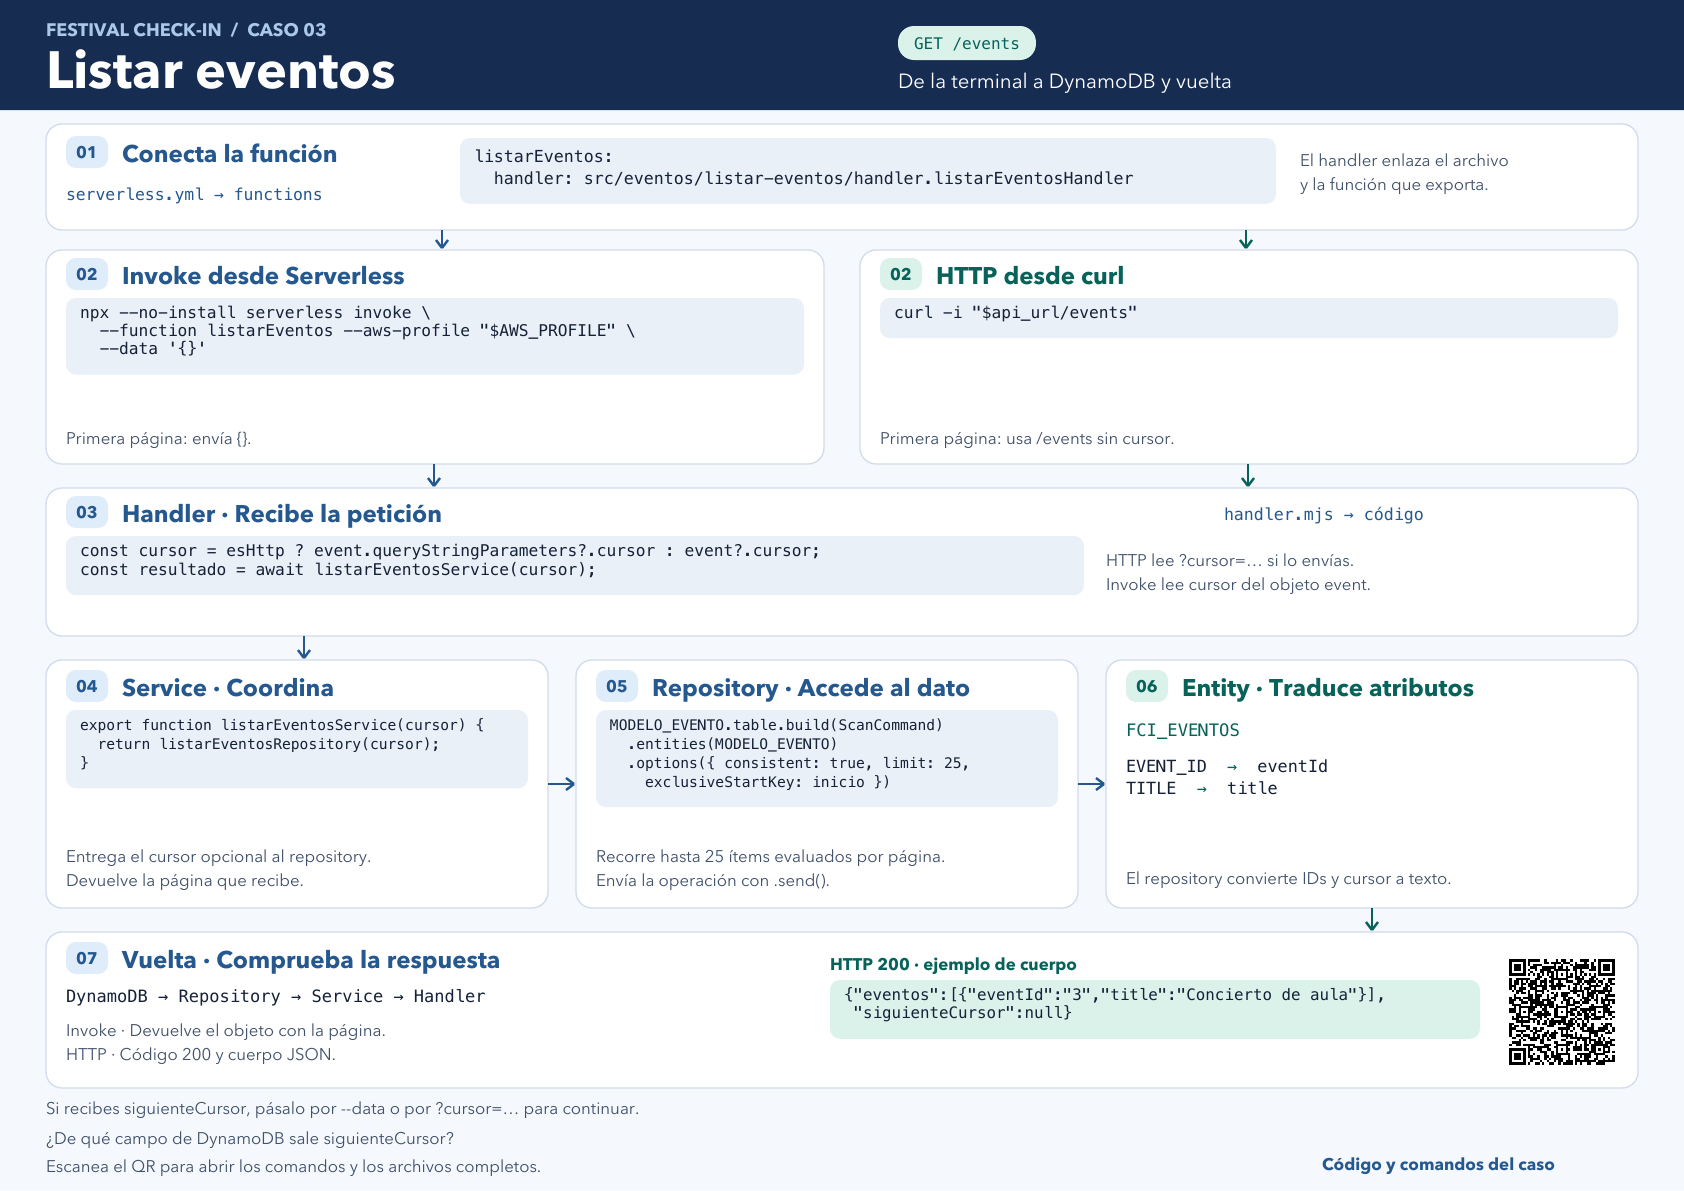 FESTIVAL CHECK-IN / CASO 03
Listar eventos
GET /events
De la terminal a DynamoDB y vuelta
01 Conecta la función
serverless.yml → functions
listarEventos:
  handler: src/eventos/listar-eventos/handler.listarEventosHandler
El handler enlaza el archivo
y la función que exporta.
02 Invoke desde Serverless
npx --no-install serverless invoke \
  --function listarEventos --aws-profile "$AWS_PROFILE" \
  --data '{}'
Primera página: envía {}.
02 HTTP desde curl
curl -i "$api_url/events"
Primera página: usa /events sin cursor.
03 Handler · Recibe la petición
handler.mjs → código
const cursor = esHttp ? event.queryStringParameters?.cursor : event?.cursor;
const resultado = await listarEventosService(cursor);
HTTP lee ?cursor=… si lo envías.
Invoke lee cursor del objeto event.
04 Service · Coordina
export function listarEventosService(cursor) {
  return listarEventosRepository(cursor);
}
Entrega el cursor opcional al repository.
Devuelve la página que recibe.
05 Repository · Accede al dato
MODELO_EVENTO.table.build(ScanCommand)
  .entities(MODELO_EVENTO)
  .options({ consistent: true, limit: 25,
    exclusiveStartKey: inicio })
Recorre hasta 25 ítems evaluados por página.
Envía la operación con .send().
06 Entity · Traduce atributos
FCI_EVENTOS
EVENT_ID → eventId
TITLE → title
El repository convierte IDs y cursor a texto.
07 Vuelta · Comprueba la respuesta
DynamoDB → Repository → Service → Handler
Invoke · Devuelve el objeto con la página.
HTTP · Código 200 y cuerpo JSON.
HTTP 200 · ejemplo de cuerpo
{"eventos":[{"eventId":"3","title":"Concierto de aula"}],
 "siguienteCursor":null}
Si recibes siguienteCursor, pásalo por --data o por ?cursor=… para continuar.
¿De qué campo de DynamoDB sale siguienteCursor?
Escanea el QR para abrir los comandos y los archivos completos.
Código y comandos del caso